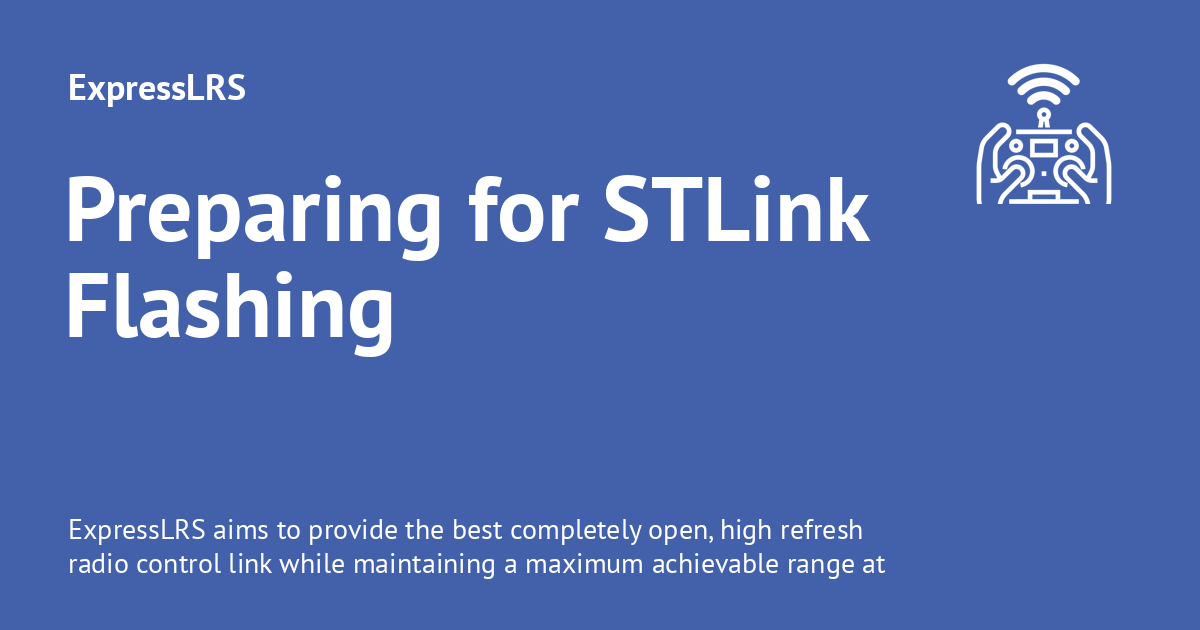 ExpressLRS
Preparing for STLink
Flashing
ExpressLRS aims to provide the best completely open, high refresh
radio control link while maintaining a maximum achievable range at